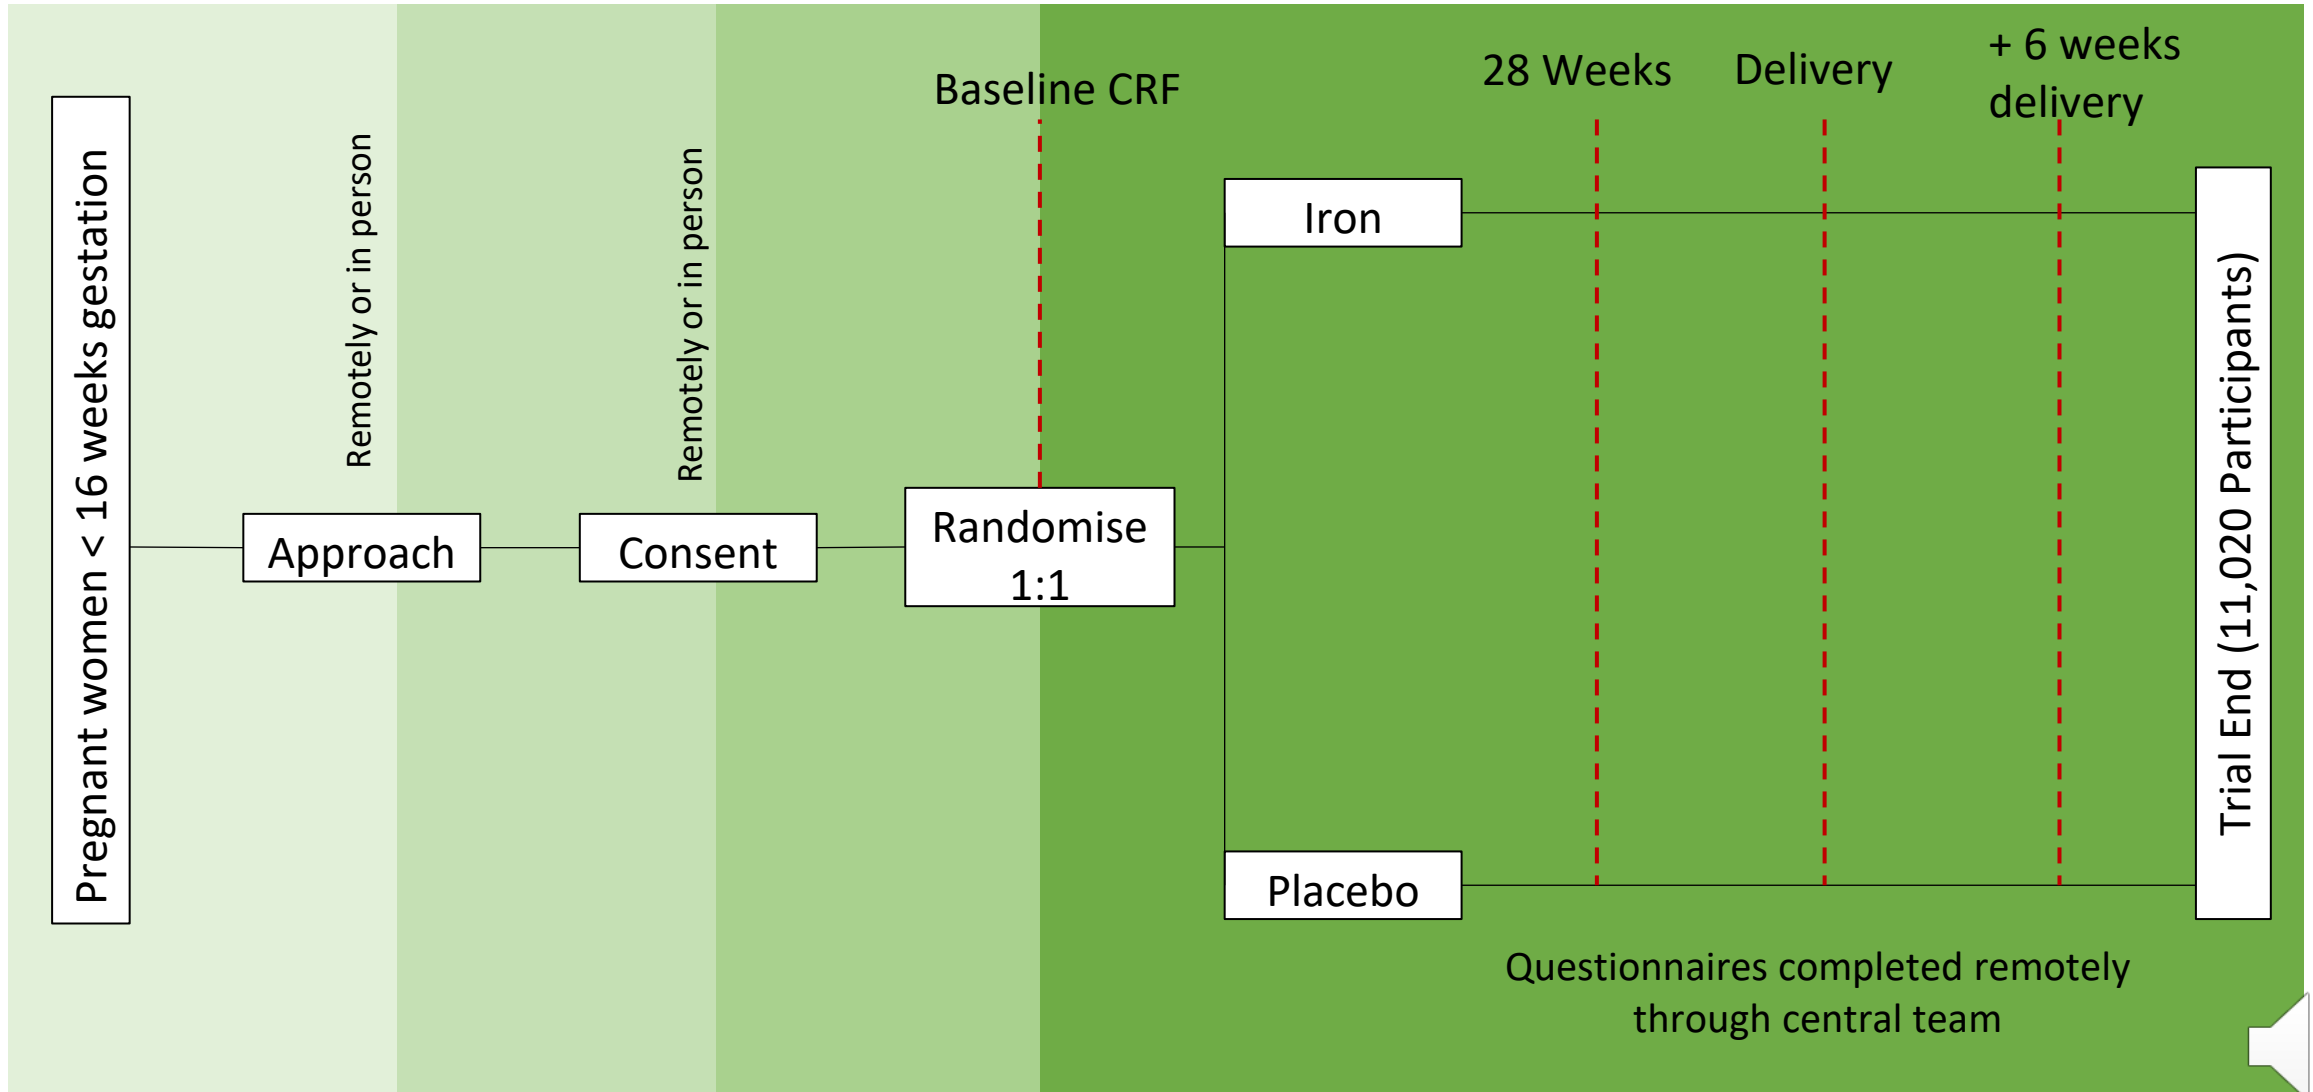 Pregnant women < 16 weeks gestation
Remotely or in person
Approach
Remotely or in person
Consent
Baseline CRF
Randomise
1:1
Iron
Placebo
28 Weeks
Delivery
+ 6 weeks
delivery
Trial End (11,020 Participants)
Questionnaires completed remotely
through central team